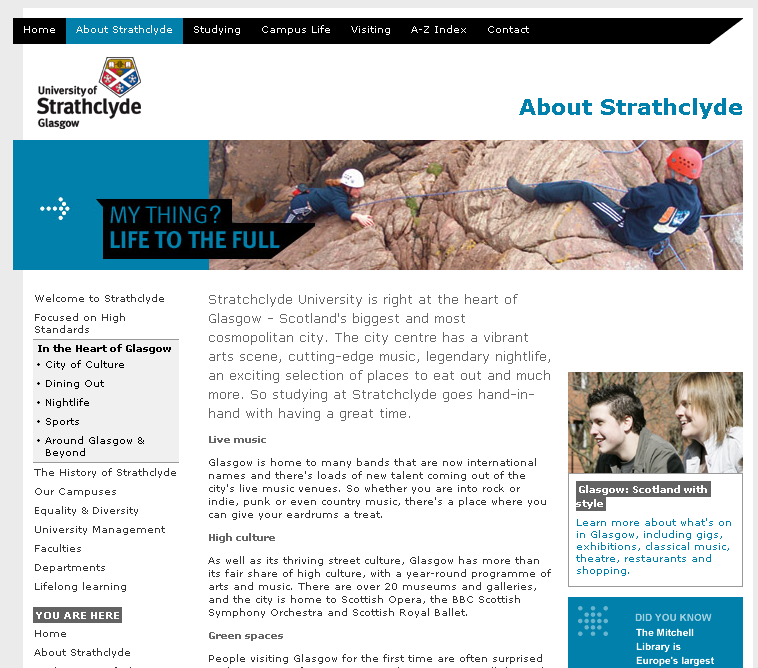 Home About Strathclyde Studying Campus Life Visiting A-Z Index Contact
University of
Strathclyde
Glasgow
About Strathclyde
MY THING?
LIFE TO THE FULL
Welcome to Strathclyde
Focused on High
Standards
In the Heart of Glasgow
• City of Culture
• Dining Out
• Nightlife
• Sports
• Around Glasgow &
Beyond
The History of Strathclyde
Our Campuses
Equality & Diversity
University Management
Faculties
Departments
Lifelong learning
YOU ARE HERE
Home
About Strathclyde
Stratchclyde University is right at the heart of
Glasgow – Scotland's biggest and most
cosmopolitan city. The city centre has a vibrant
arts scene, cutting-edge music, legendary nightlife,
an exciting selection of places to eat out and much
more. So studying at Stratchclyde goes hand-in-
hand with having a great time.
Live music
Glasgow is home to many bands that are now international
names and there's loads of new talent coming out of the
city's live music venues. So whether you are into rock or
indie, punk or even country music, there's a place where you
can give your eardrums a treat.
High culture
As well as its thriving street culture, Glasgow has more than
its fair share of high culture, with a year-round programme of
arts and music. There are over 20 museums and galleries,
and the city is home to Scottish Opera, the BBC Scottish
Symphony Orchestra and Scottish Royal Ballet.
Green spaces
People visiting Glasgow for the first time are often surprised
Glasgow: Scotland with
style
Learn more about what's on
in Glasgow, including gigs,
exhibitions, classical music,
theatre, restaurants and
shopping.
DID YOU KNOW
The Mitchell
Library is
Europe's largest